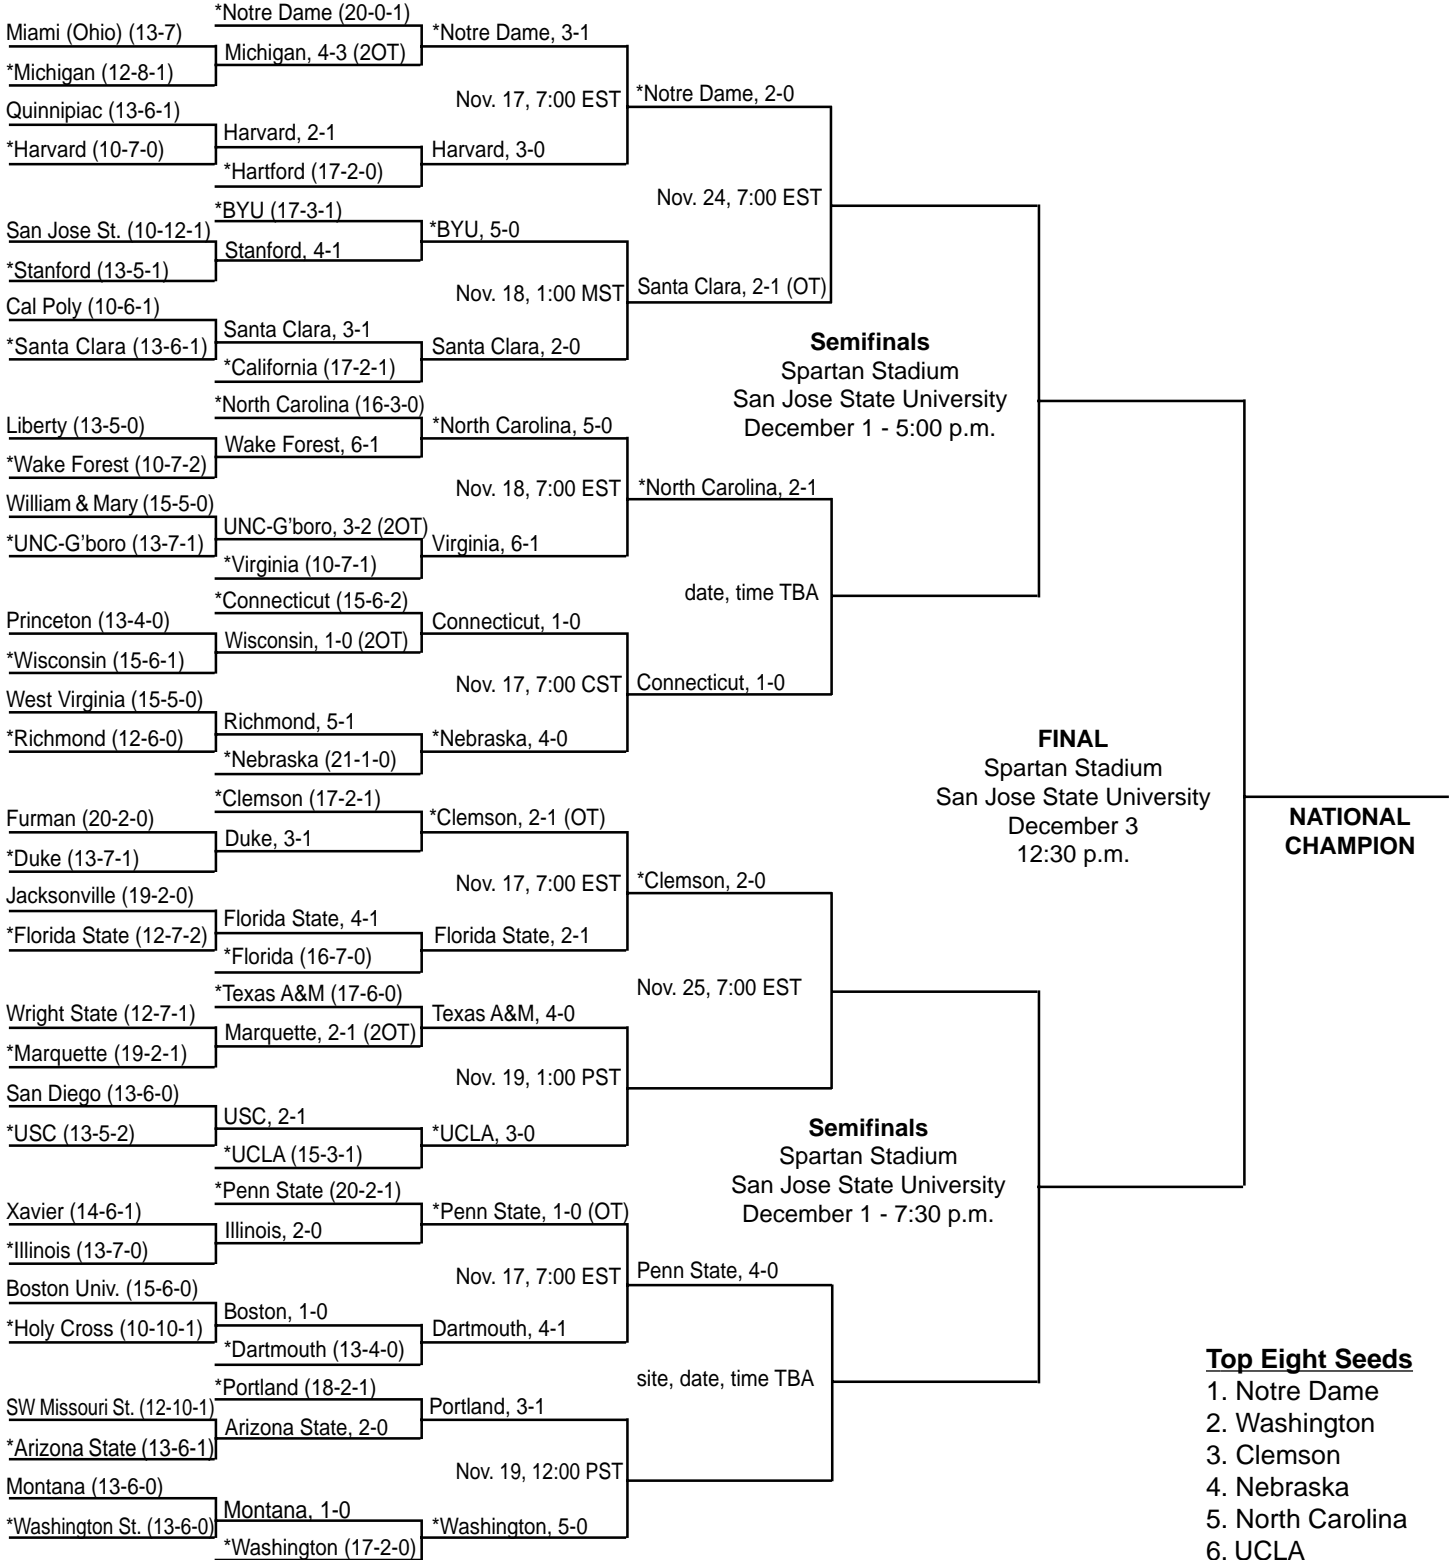 *Notre Dame (20-0-1)
Miami (Ohio) (13-7)
*Notre Dame, 3-1
Michigan, 4-3 (2OT)
*Michigan (12-8-1)
Nov. 17, 7:00 EST
*Notre Dame, 2-0
Quinnipiac (13-6-1)
Harvard, 2-1
*Harvard (10-7-0)
Harvard, 3-0
*Hartford (17-2-0)
Nov. 24, 7:00 EST
*BYU (17-3-1)
San Jose St. (10-12-1)
*BYU, 5-0
Stanford, 4-1
*Stanford (13-5-1)
Nov. 18, 1:00 MST
Santa Clara, 2-1 (OT)
Cal Poly (10-6-1)
Santa Clara, 3-1
*Santa Clara (13-6-1)
Santa Clara, 2-0
*California (17-2-1)
Semifinals
Spartan Stadium
San Jose State University
December 1 - 5:00 p.m.
*North Carolina (16-3-0)
Liberty (13-5-0)
*North Carolina, 5-0
Wake Forest, 6-1
*Wake Forest (10-7-2)
Nov. 18, 7:00 EST
*North Carolina, 2-1
William & Mary (15-5-0)
UNC-G'boro, 3-2 (2OT)
*UNC-G'boro (13-7-1)
Virginia, 6-1
*Virginia (10-7-1)
date, time TBA
*Connecticut (15-6-2)
Princeton (13-4-0)
Connecticut, 1-0
Wisconsin, 1-0 (2OT)
*Wisconsin (15-6-1)
Nov. 17, 7:00 CST
Connecticut, 1-0
West Virginia (15-5-0)
Richmond, 5-1
*Richmond (12-6-0)
*Nebraska, 4-0
*Nebraska (21-1-0)
FINAL
Spartan Stadium
San Jose State University
December 3
12:30 p.m.
NATIONAL
CHAMPION
*Clemson (17-2-1)
Furman (20-2-0)
*Clemson, 2-1 (OT)
Duke, 3-1
*Duke (13-7-1)
Nov. 17, 7:00 EST
*Clemson, 2-0
Jacksonville (19-2-0)
Florida State, 4-1
*Florida State (12-7-2)
Florida State, 2-1
*Florida (16-7-0)
Nov. 25, 7:00 EST
*Texas A&M (17-6-0)
Wright State (12-7-1)
Texas A&M, 4-0
Marquette, 2-1 (2OT)
*Marquette (19-2-1)
Nov. 19, 1:00 PST
San Diego (13-6-0)
USC, 2-1
*USC (13-5-2)
*UCLA, 3-0
*UCLA (15-3-1)
Semifinals
Spartan Stadium
San Jose State University
December 1 - 7:30 p.m.
*Penn State (20-2-1)
Xavier (14-6-1)
*Penn State, 1-0 (OT)
Illinois, 2-0
*Illinois (13-7-0)
Nov. 17, 7:00 EST
Penn State, 4-0
Boston Univ. (15-6-0)
Boston, 1-0
*Holy Cross (10-10-1)
Dartmouth, 4-1
*Dartmouth (13-4-0)
site, date, time TBA
*Portland (18-2-1)
SW Missouri St. (12-10-1)
Portland, 3-1
Arizona State, 2-0
*Arizona State (13-6-1)
Nov. 19, 12:00 PST
Montana (13-6-0)
Montana, 1-0
*Washington St. (13-6-0)
*Washington, 5-0
*Washington (17-2-0)
Top Eight Seeds
1. Notre Dame
2. Washington
3. Clemson
4. Nebraska
5. North Carolina
6. UCLA